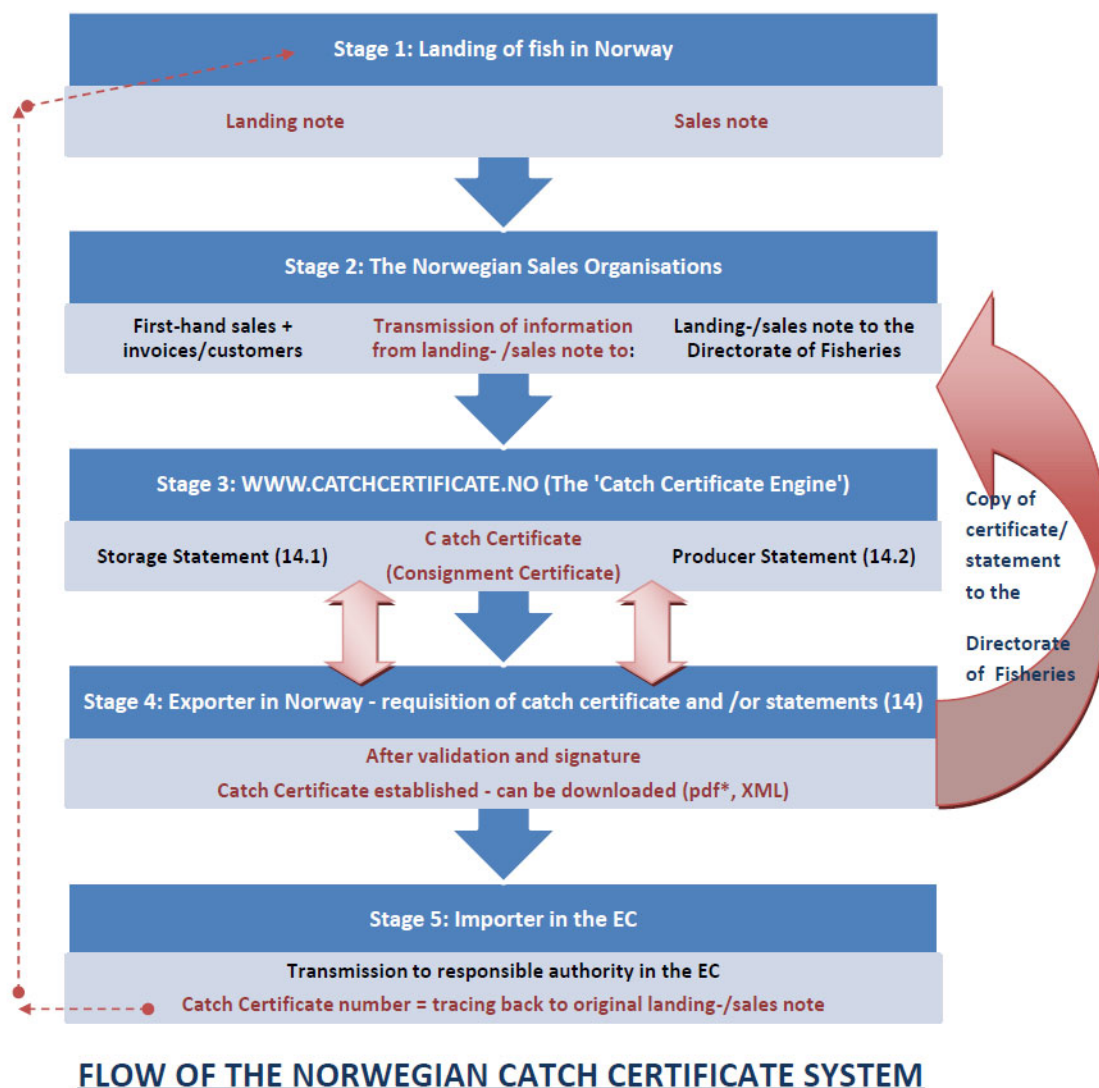 Stage 1: Landing of fish in Norway
Landing note
Sales note
Stage 2: The Norwegian Sales Organisations
First-hand sales +
invoices/customers
Transmission of information
from landing- /sales note to:
Landing-/sales note to the
Directorate of Fisheries
Stage 3: WWW.CATCHCERTIFICATE.NO (The 'Catch Certificate Engine')
Storage Statement (14.1)
C atch Certificate
(Consignment Certificate)
Producer Statement (14.2)
Copy of
certificate/
statement
to the
Directorate
of Fisheries
Stage 4: Exporter in Norway - requisition of catch certificate and /or statements (14)
After validation and signature
Catch Certificate established - can be downloaded (pdf*, XML)
Stage 5: Importer in the EC
Transmission to responsible authority in the EC
Catch Certificate number = tracing back to original landing-/sales note
FLOW OF THE NORWEGIAN CATCH CERTIFICATE SYSTEM